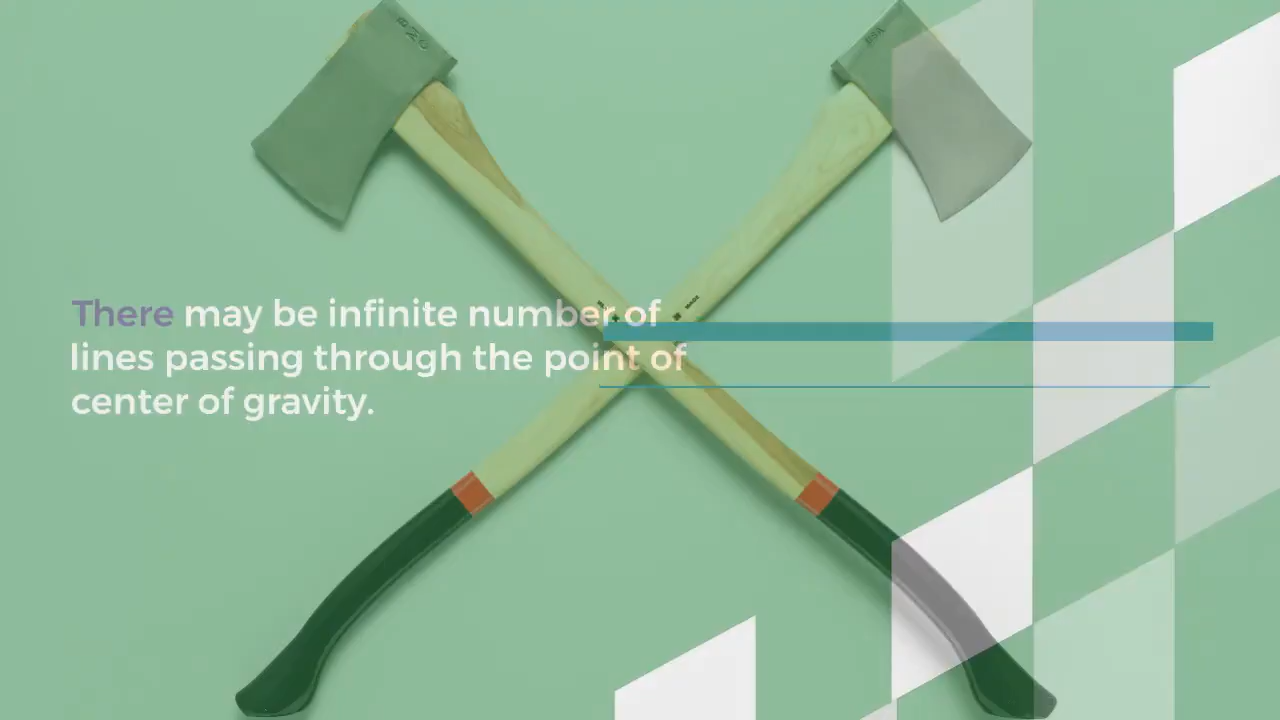 There may be infinite number of
lines passing through the point of
center of gravity.